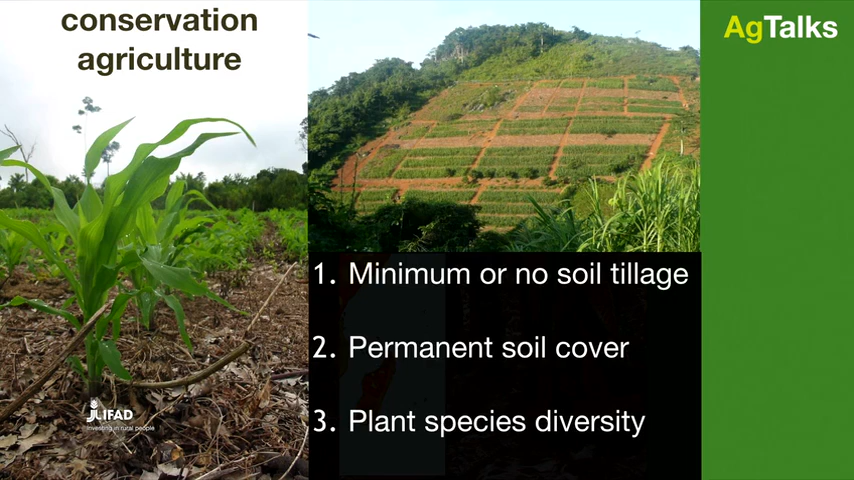 conservation
agriculture
AgTalks
1. Minimum or no soil tillage
2. Permanent soil cover
3. Plant species diversity
JLIFAD
Investing in rural people